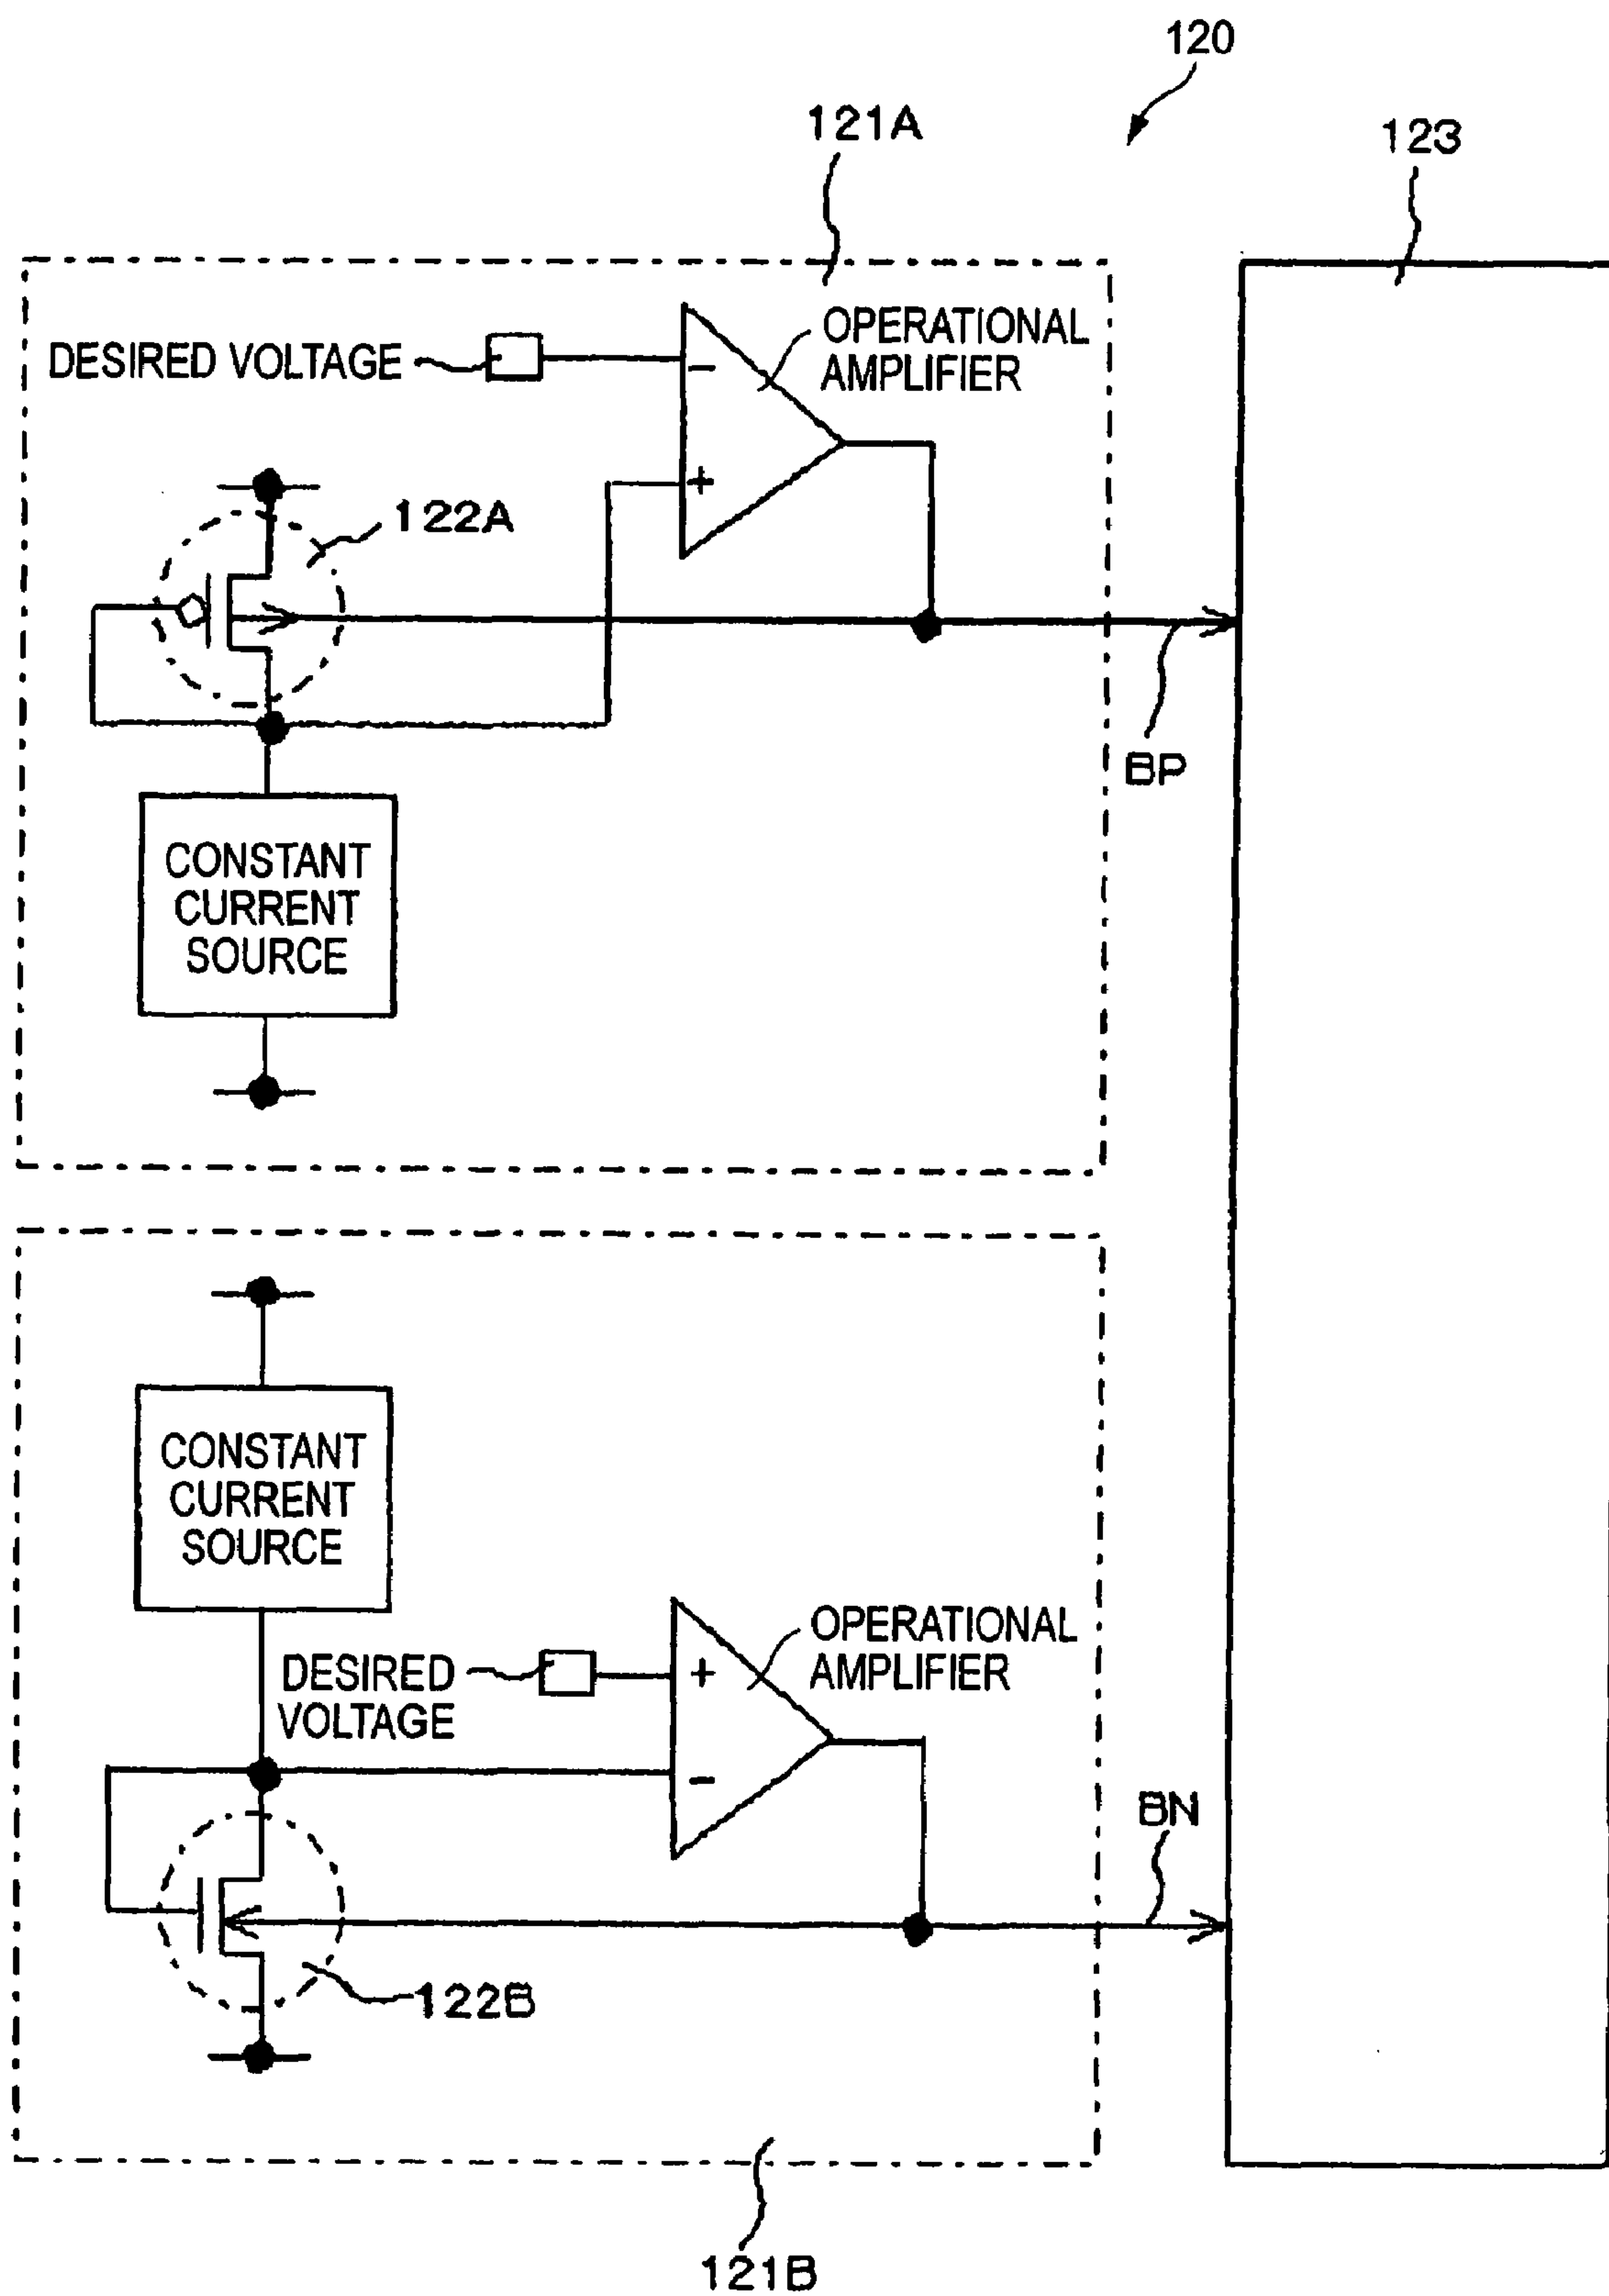 120
121A
123
DESIRED VOLTAGE
OPERATIONAL
AMPLIFIER
−
+
122A
BP
CONSTANT
CURRENT
SOURCE
CONSTANT
CURRENT
SOURCE
OPERATIONAL
AMPLIFIER
DESIRED
VOLTAGE
+
−
BN
122B
121B